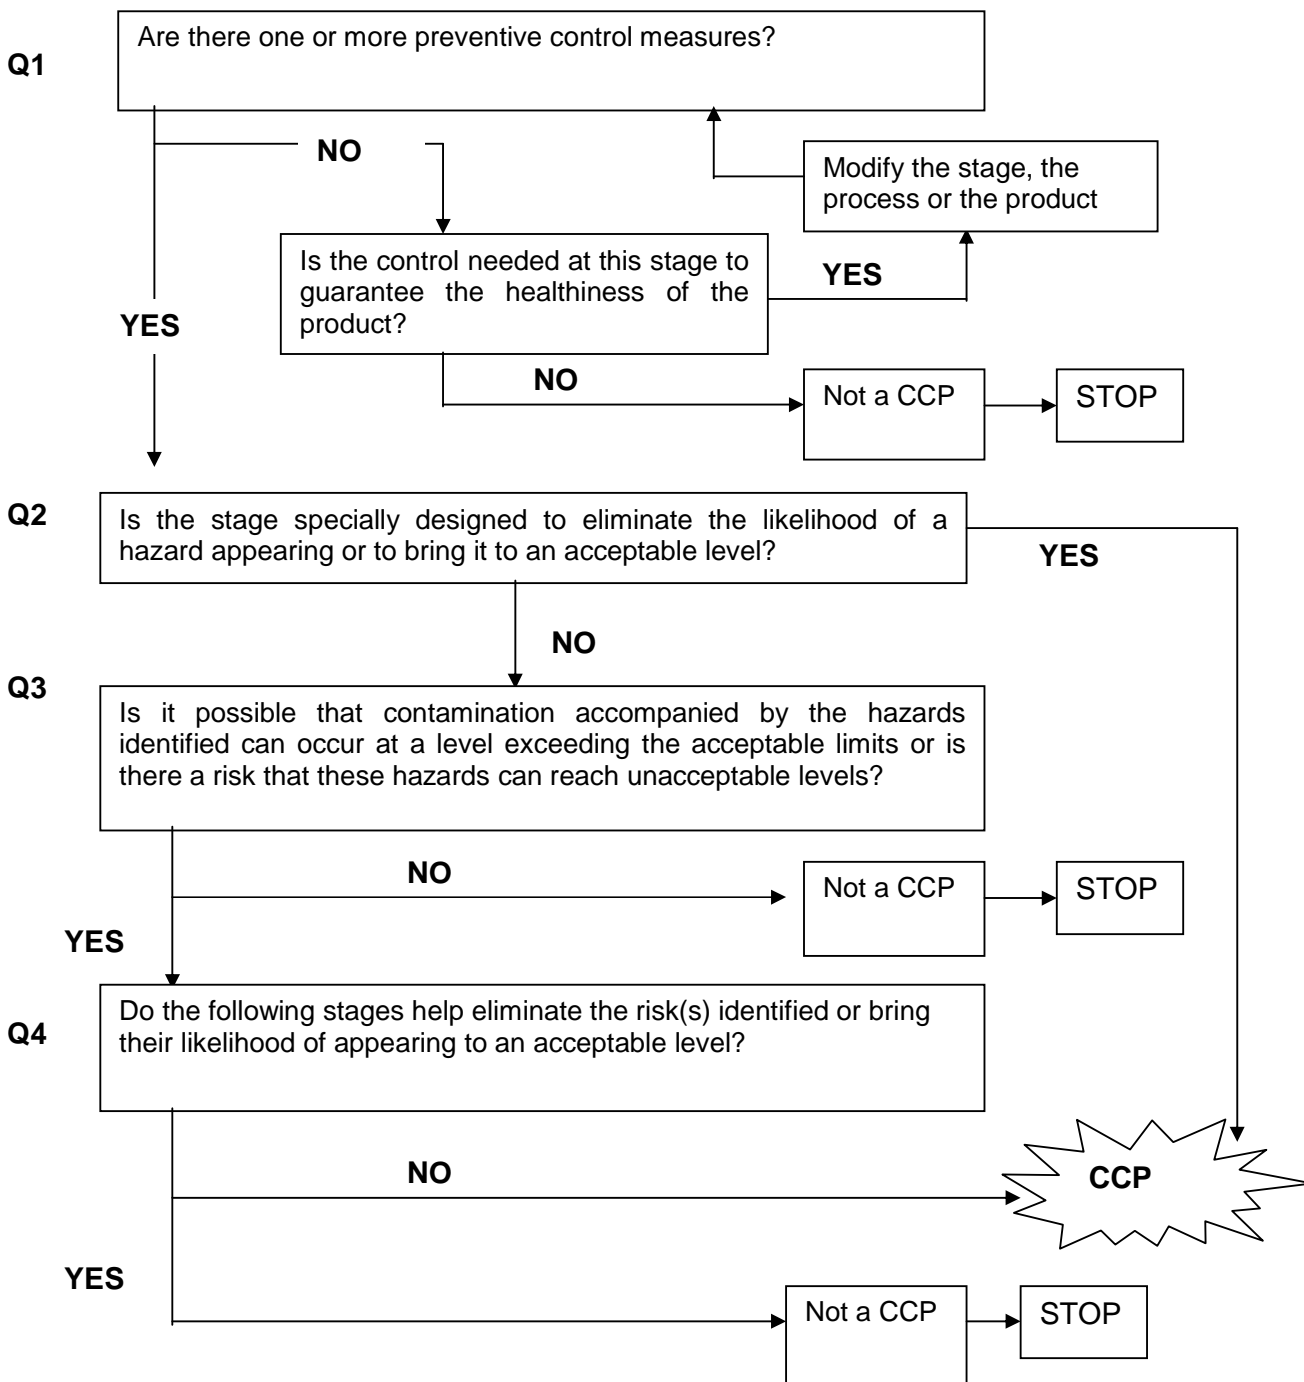 Q1
Are there one or more preventive control measures?
NO
Modify the stage, the
process or the product
Is the control needed at this stage to
guarantee the healthiness of the
product?
YES
YES
NO
Not a CCP
STOP
Q2
Is the stage specially designed to eliminate the likelihood of a
hazard appearing or to bring it to an acceptable level?
YES
NO
Q3
Is it possible that contamination accompanied by the hazards
identified can occur at a level exceeding the acceptable limits or is
there a risk that these hazards can reach unacceptable levels?
NO
Not a CCP
STOP
YES
Q4
Do the following stages help eliminate the risk(s) identified or bring
their likelihood of appearing to an acceptable level?
NO
CCP
YES
Not a CCP
STOP